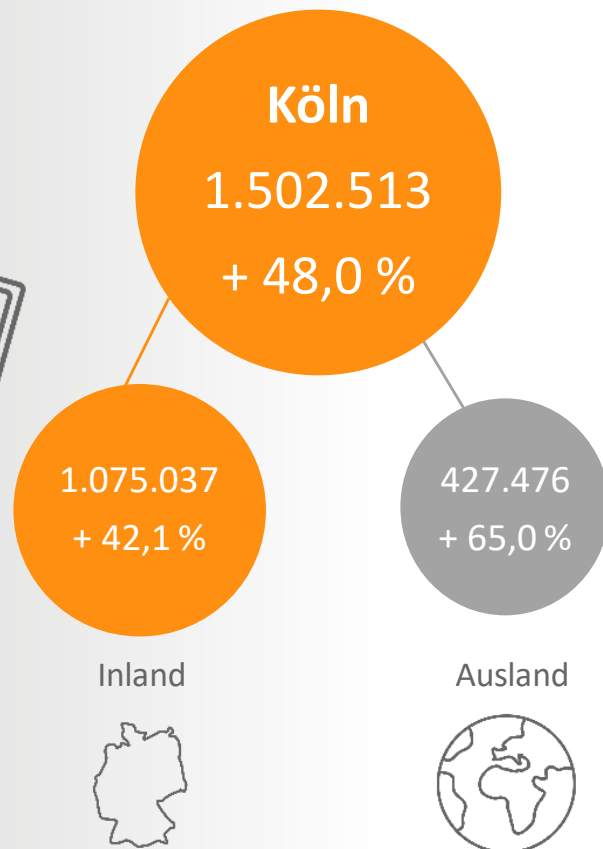 Köln
1.502.513
+ 48,0 %
1.075.037
+ 42,1 %
427.476
+ 65,0 %
Inland
Ausland